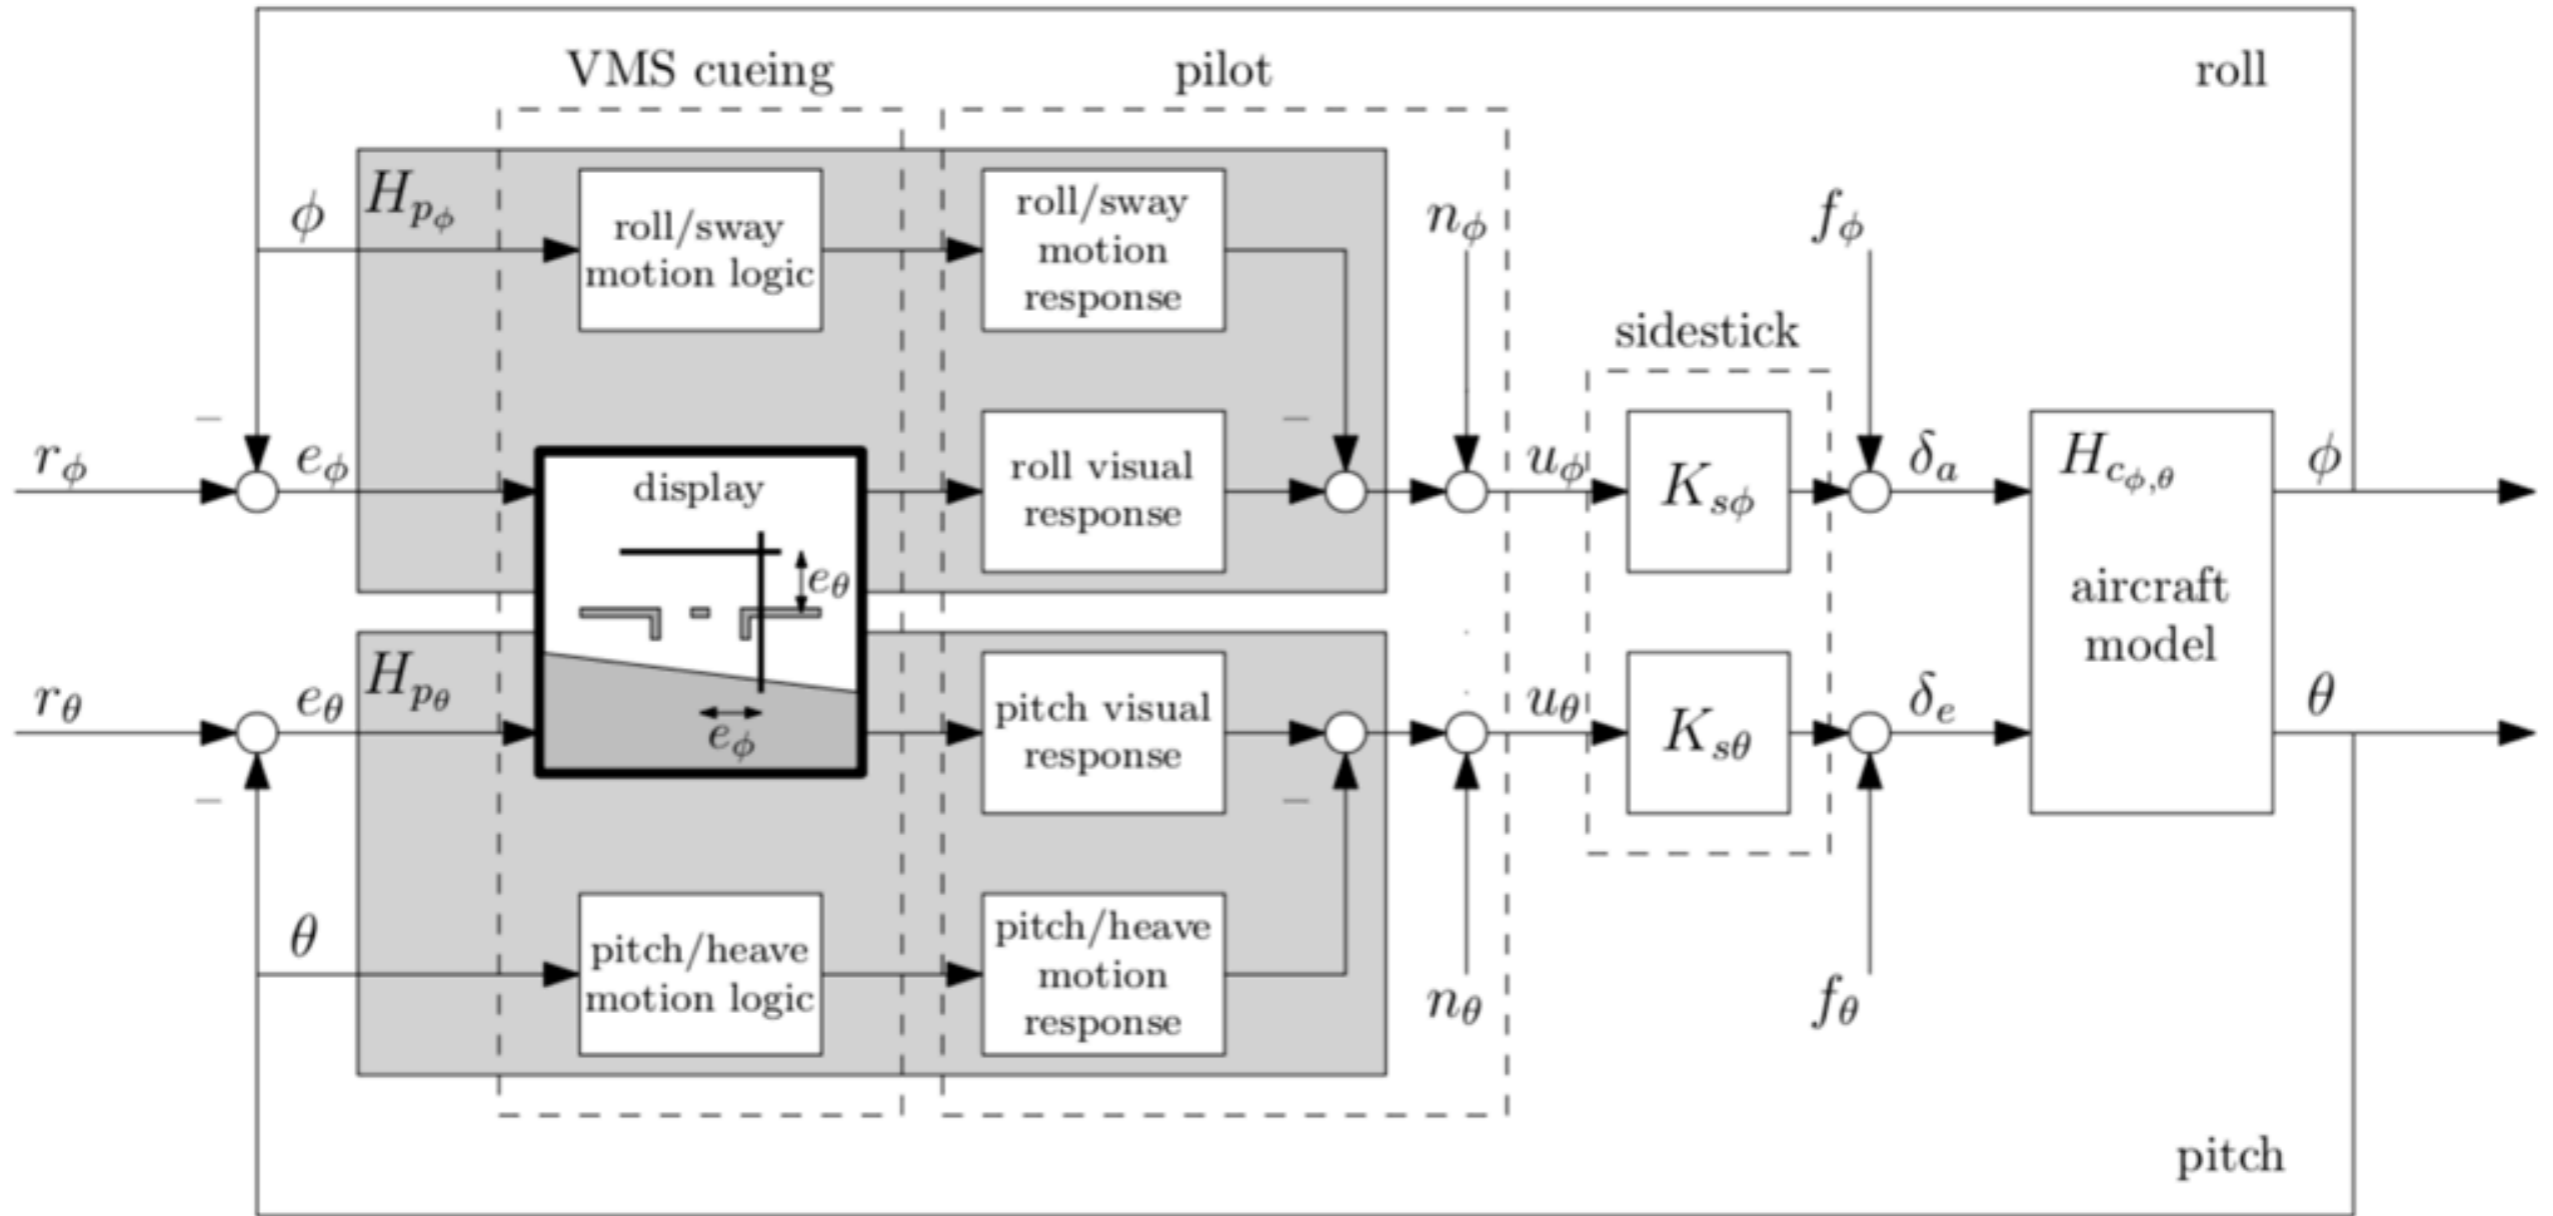 VMS cueing
pilot
roll
ϕ
H_{p_ϕ}
roll/sway
motion logic
roll/sway
motion
response
n_ϕ
f_ϕ
sidestick
−
−
r_ϕ
e_ϕ
display
e_θ
e_ϕ
roll visual
response
u_ϕ
K_{sϕ}
δ_a
H_{c_{ϕ,θ}}
aircraft
model
ϕ
r_θ
e_θ
H_{p_θ}
pitch visual
response
u_θ
K_{sθ}
δ_e
θ
−
−
θ
pitch/heave
motion logic
pitch/heave
motion
response
n_θ
f_θ
pitch